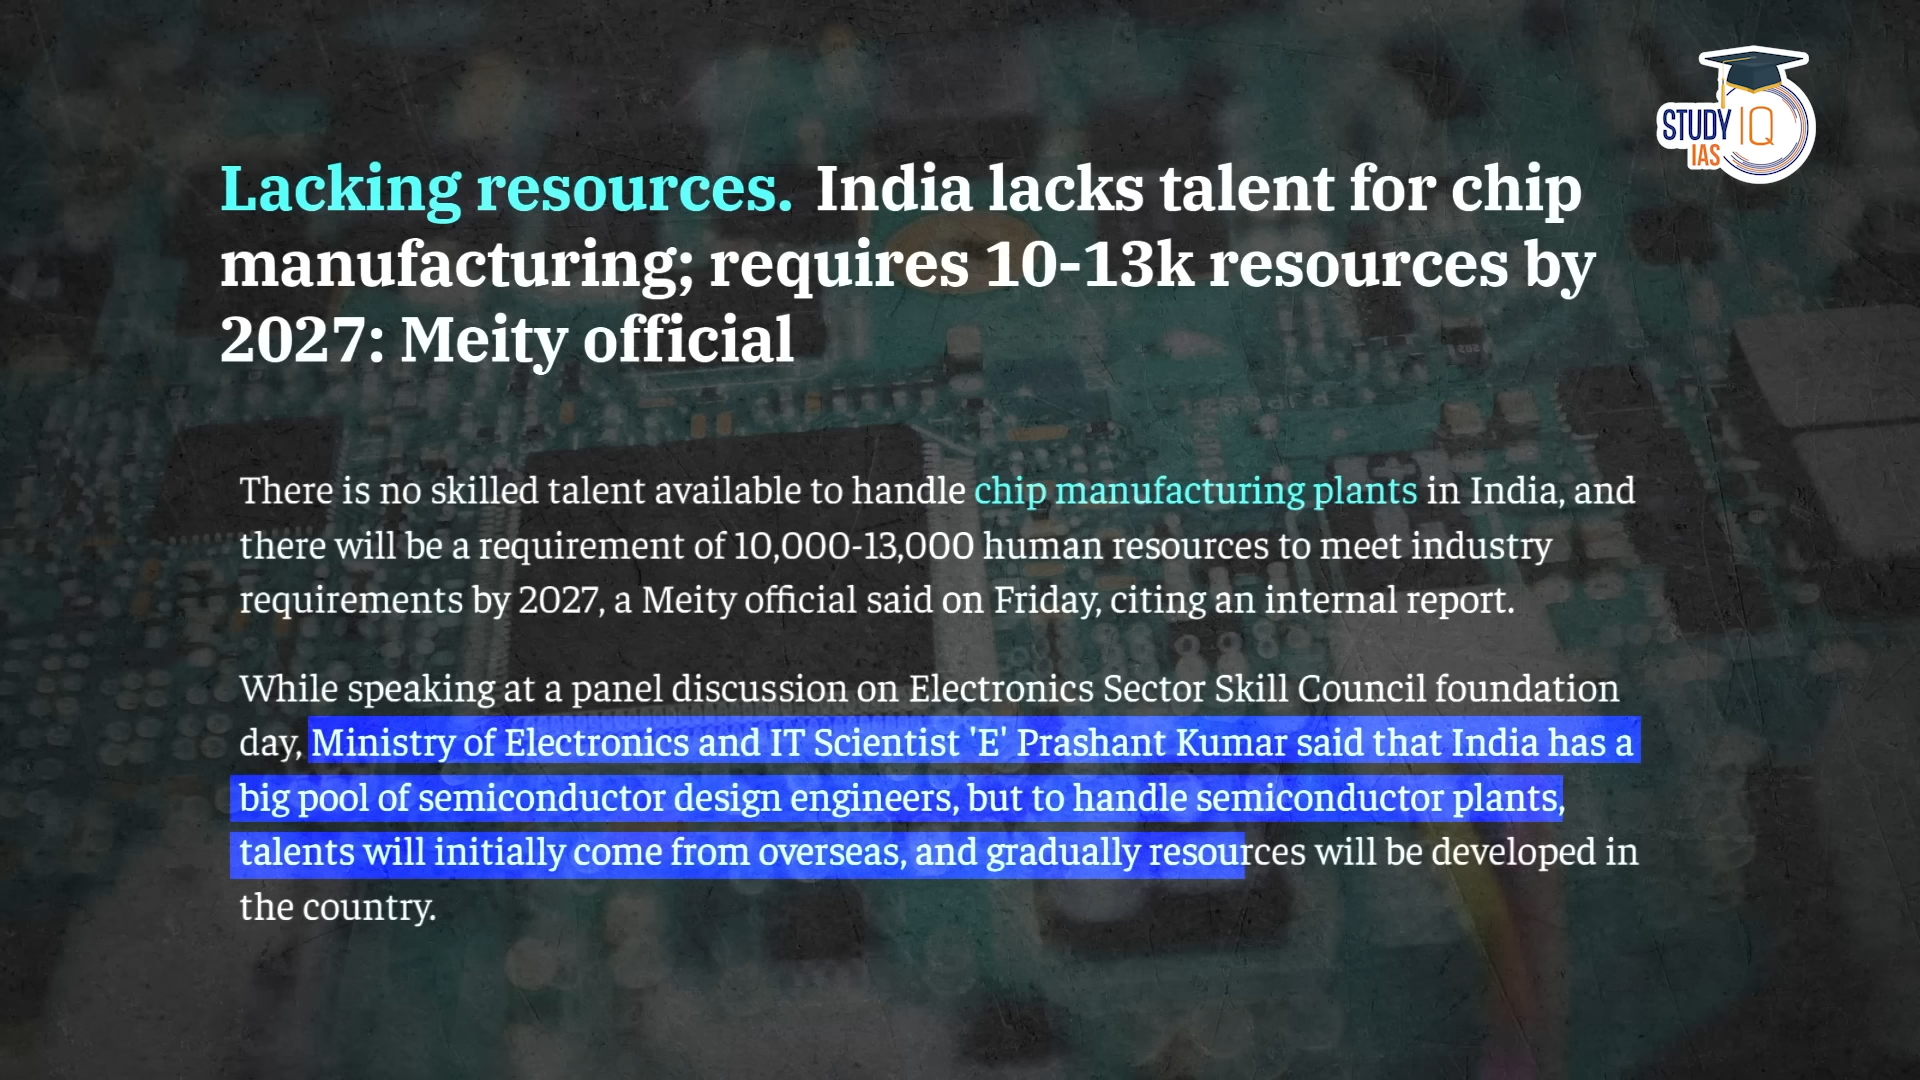 STUDY IQ
IAS
Lacking resources. India lacks talent for chip
manufacturing; requires 10-13k resources by
2027: Meity official
There is no skilled talent available to handle chip manufacturing plants in India, and
there will be a requirement of 10,000-13,000 human resources to meet industry
requirements by 2027, a Meity official said on Friday, citing an internal report.
While speaking at a panel discussion on Electronics Sector Skill Council foundation
day, Ministry of Electronics and IT Scientist 'E' Prashant Kumar said that India has a
big pool of semiconductor design engineers, but to handle semiconductor plants,
talents will initially come from overseas, and gradually resources will be developed in
the country.